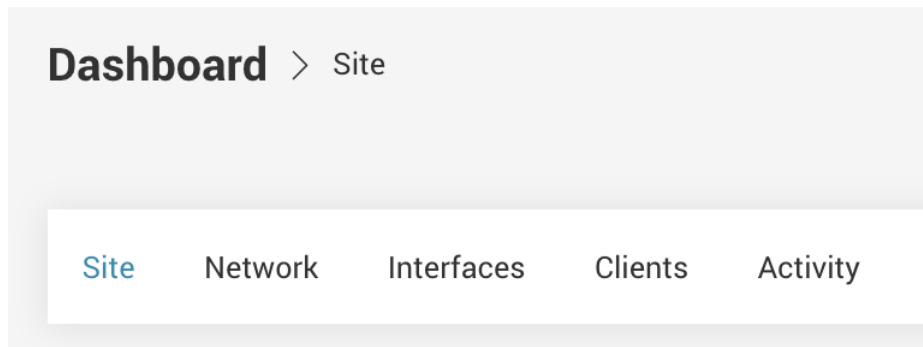 Dashboard > Site
Site Network Interfaces Clients Activity